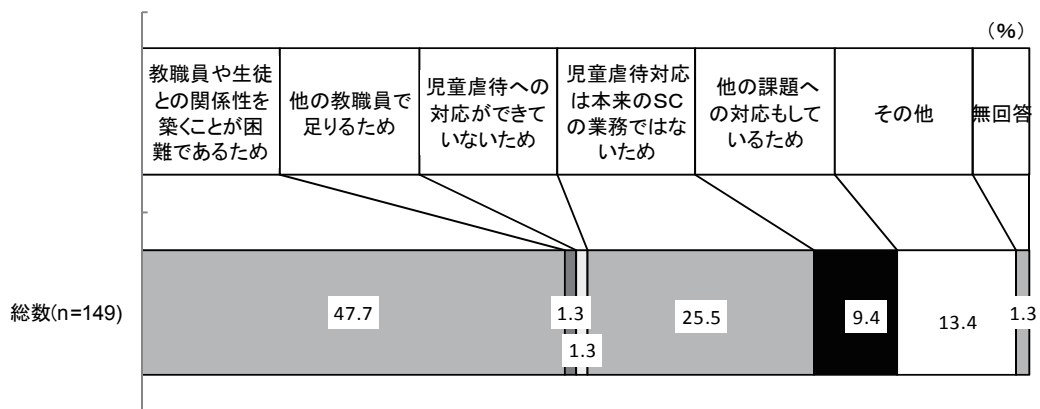 （%）
教職員や生徒
との関係性を
築くことが困
難であるため
他の教職員で
足りるため
児童虐待への
対応ができて
いないため
児童虐待対応
は本来のSC
の業務ではな
いため
他の課題へ
の対応もして
いるため
その他
無回答
総数(n=149)
47.7
1.3
1.3
25.5
9.4
13.4
1.3